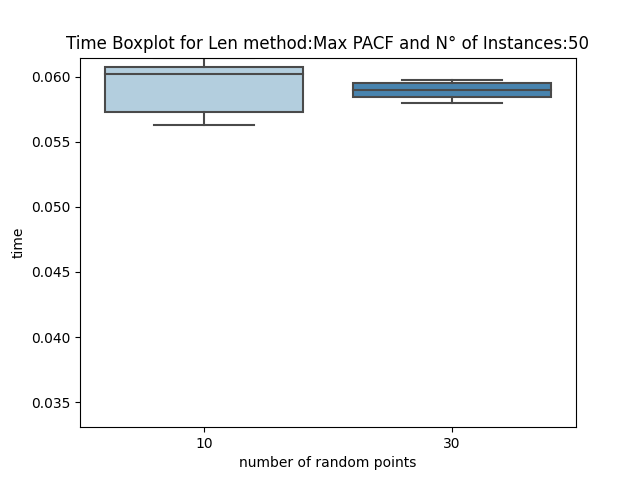 Time Boxplot for Len method:Max PACF and N° of Instances:50
0.060
0.055
0.050
0.045
0.040
0.035
time
10 30
number of random points